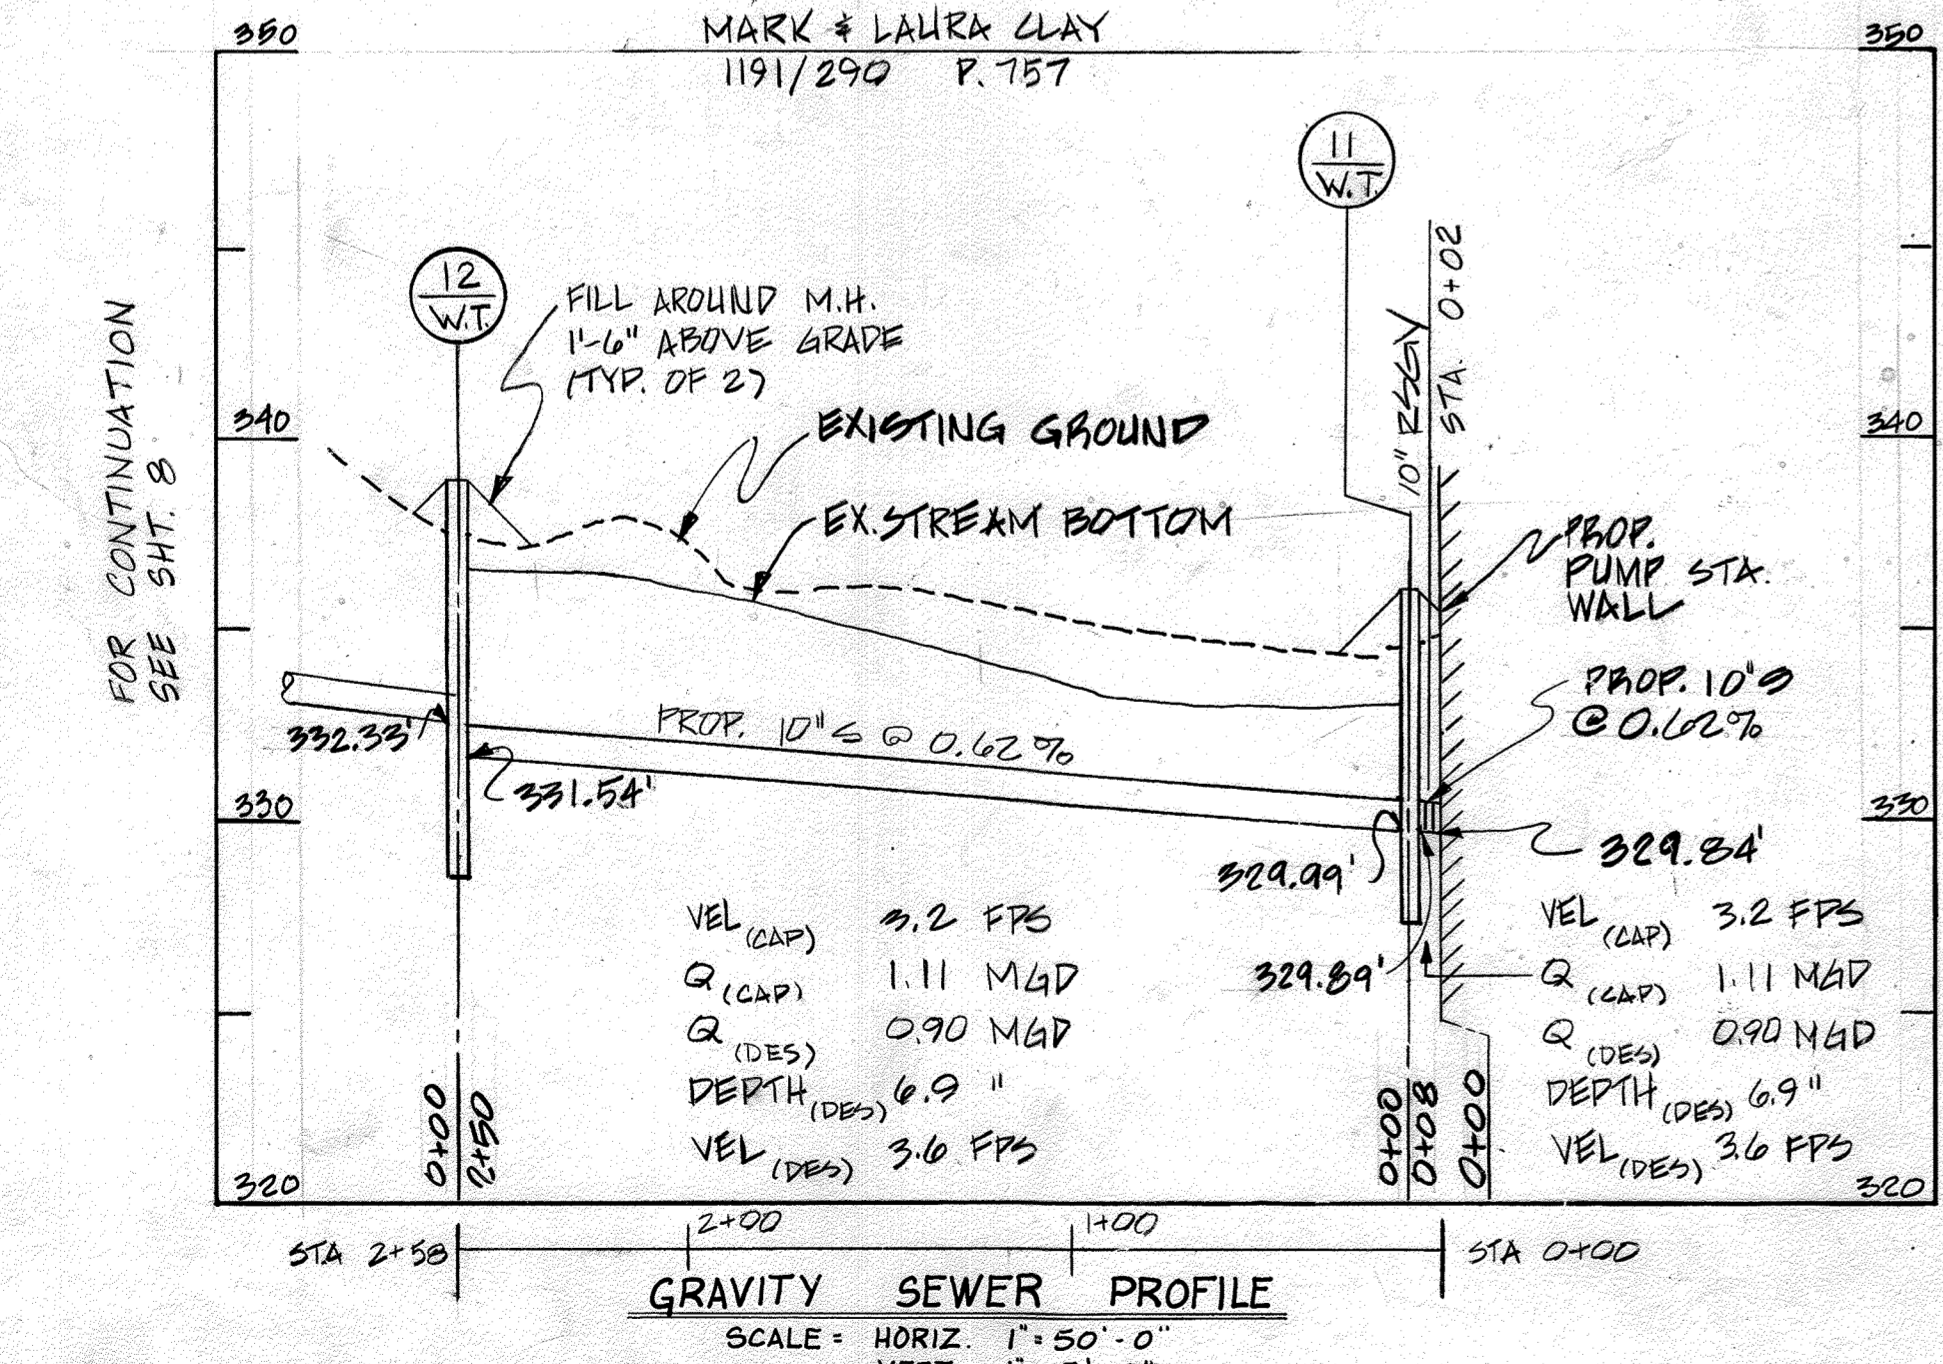 MARK & LAURA CLAY
1191/290 P. 757
350
350
11
W.T.
12
W.T.
FILL AROUND M.H.
1'-6" ABOVE GRADE
(TYP. OF 2)
10" RSGV
STA. 0+02
FOR CONTINUATION
SEE SHT. 8
340
340
EXISTING GROUND
EX. STREAM BOTTOM
PROP.
PUMP STA.
WALL
PROP. 10"S
@ 0.62%
332.33'
PROP. 10"S @ 0.62%
331.54'
330
330
329.84'
329.99'
329.89'
VEL (CAP) 3.2 FPS
Q (CAP) 1.11 MGD
Q (DES) 0.90 MGD
DEPTH (DES) 6.9 "
VEL (DES) 3.6 FPS
VEL (CAP) 3.2 FPS
Q (CAP) 1.11 MGD
Q (DES) 0.90 MGD
DEPTH (DES) 6.9"
VEL (DES) 3.6 FPS
0+00
2+50
0+00
0+08
0+00
320
320
STA 2+58
2+00
1+00
STA 0+00
GRAVITY SEWER PROFILE
SCALE = HORIZ. 1" = 50'-0"